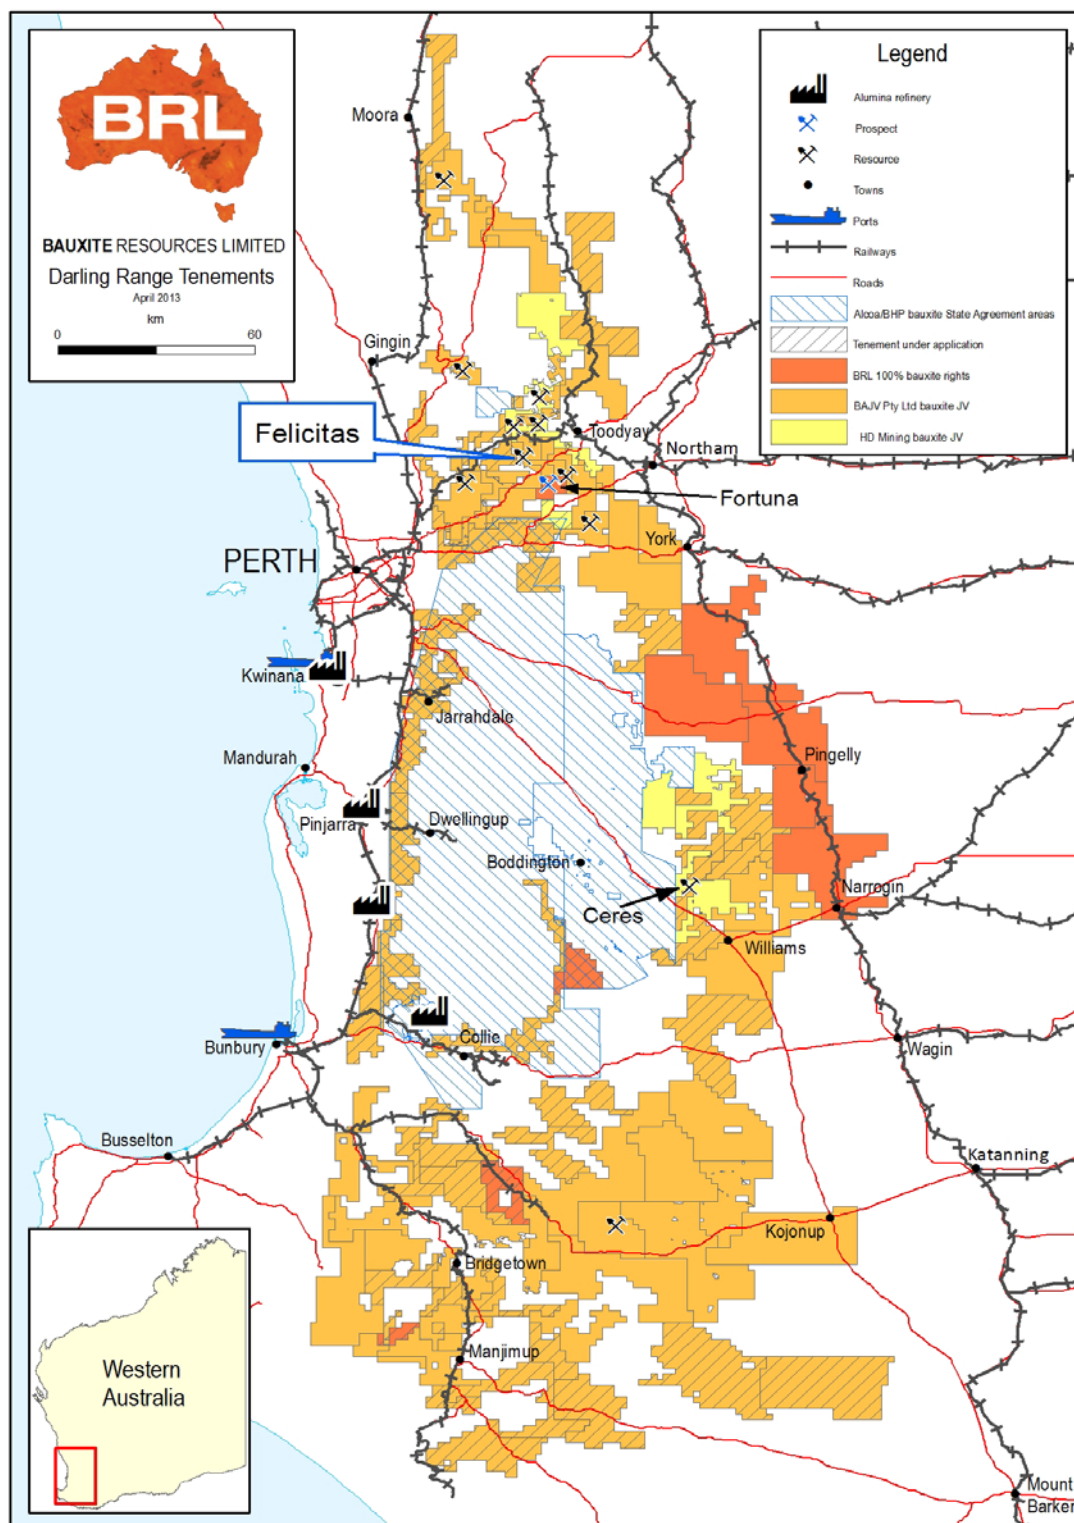 BRL
BAUXITE RESOURCES LIMITED
Darling Range Tenements
April 2013
km
0 60
Legend
Alumina refinery
Prospect
Resource
Towns
Ports
Railways
Roads
Alcoa/BHP bauxite State Agreement areas
Tenement under application
BRL 100% bauxite rights
BAJV Pty Ltd bauxite JV
HD Mining bauxite JV
Moora
Gingin
Felicitas
Toodyay
Northam
Fortuna
York
PERTH
Kwinana
Jarrahdale
Mandurah
Pingelly
Pinjarra
Dwellingup
Boddington
Ceres
Narrogin
Williams
Collie
Bunbury
Wagin
Busselton
Katanning
Kojonup
Bridgetown
Manjimup
Western
Australia
Mount
Barker